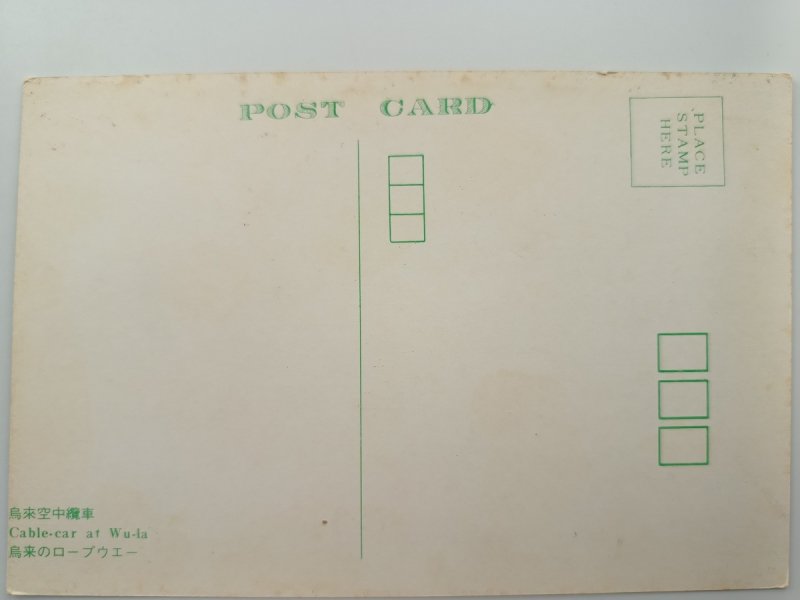 POST CARD
PLACE
STAMP
HERE
烏來空中纜車
Cable-car at Wu-la
烏来のロープウエー